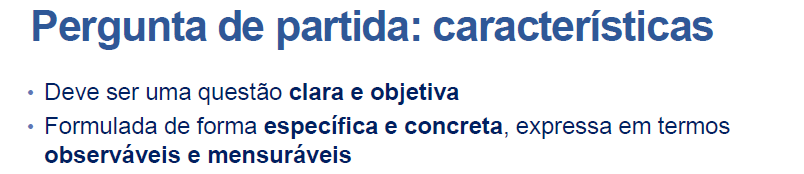 Pergunta de partida: características
• Deve ser uma questão clara e objetiva
• Formulada de forma específica e concreta, expressa em termos
observáveis e mensuráveis